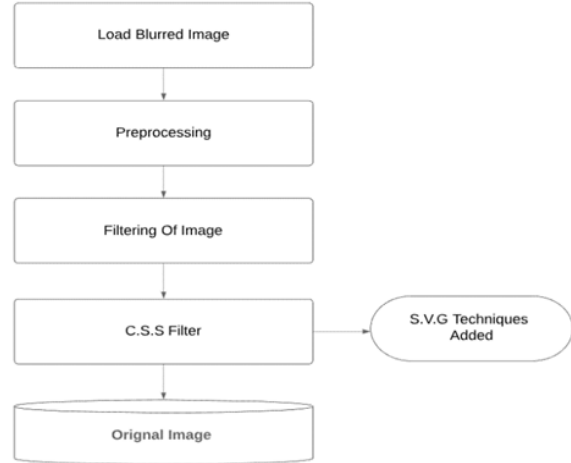 Load Blurred Image
Preprocessing
Filtering Of Image
C.S.S Filter
S.V.G Techniques
Added
Orignal Image